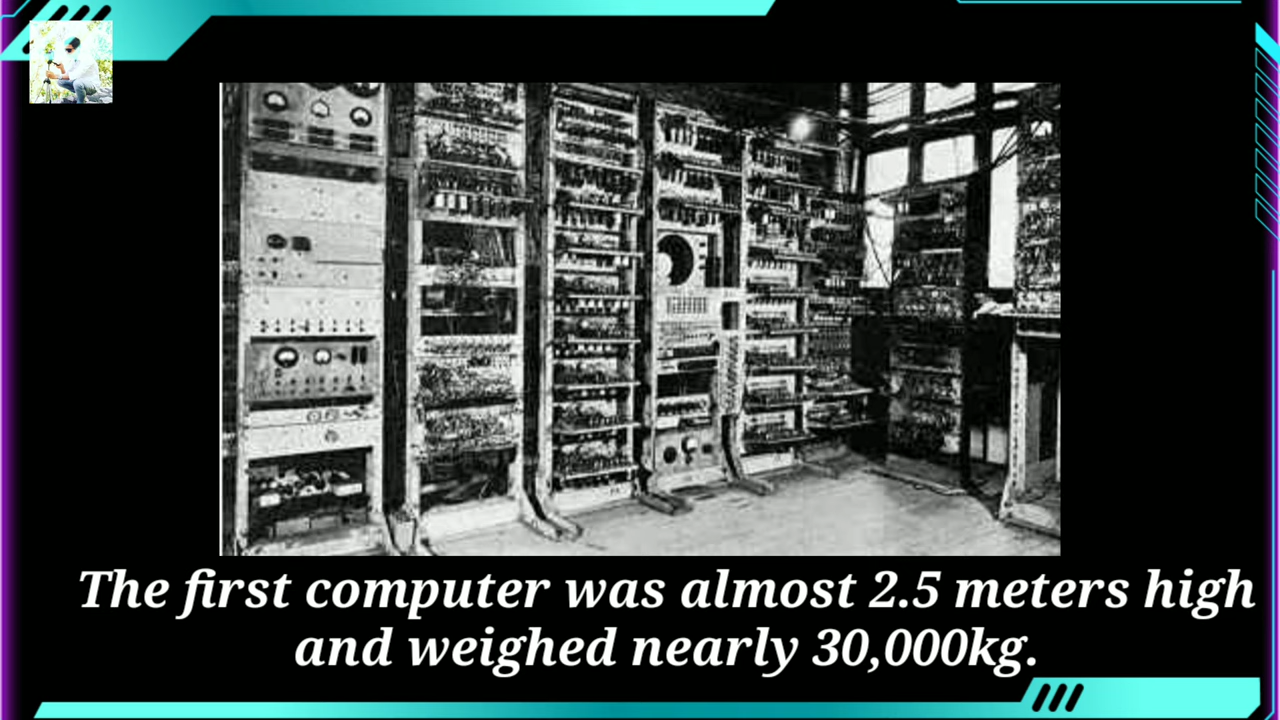 The first computer was almost 2.5 meters high
and weighed nearly 30,000kg.